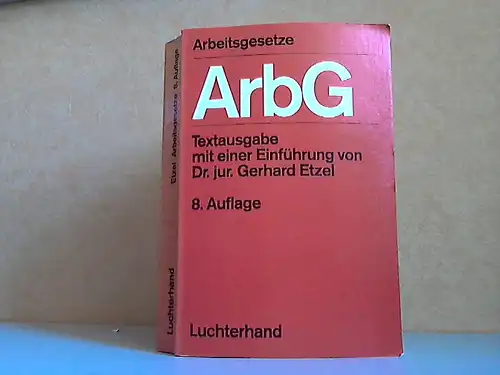 Arbeitsgesetze
ArbG
Textausgabe
mit einer Einführung von
Dr. jur. Gerhard Etzel
8. Auflage
Luchterhand
Etzel Arbeitsgesetze 8. Auflage
Luchterhand